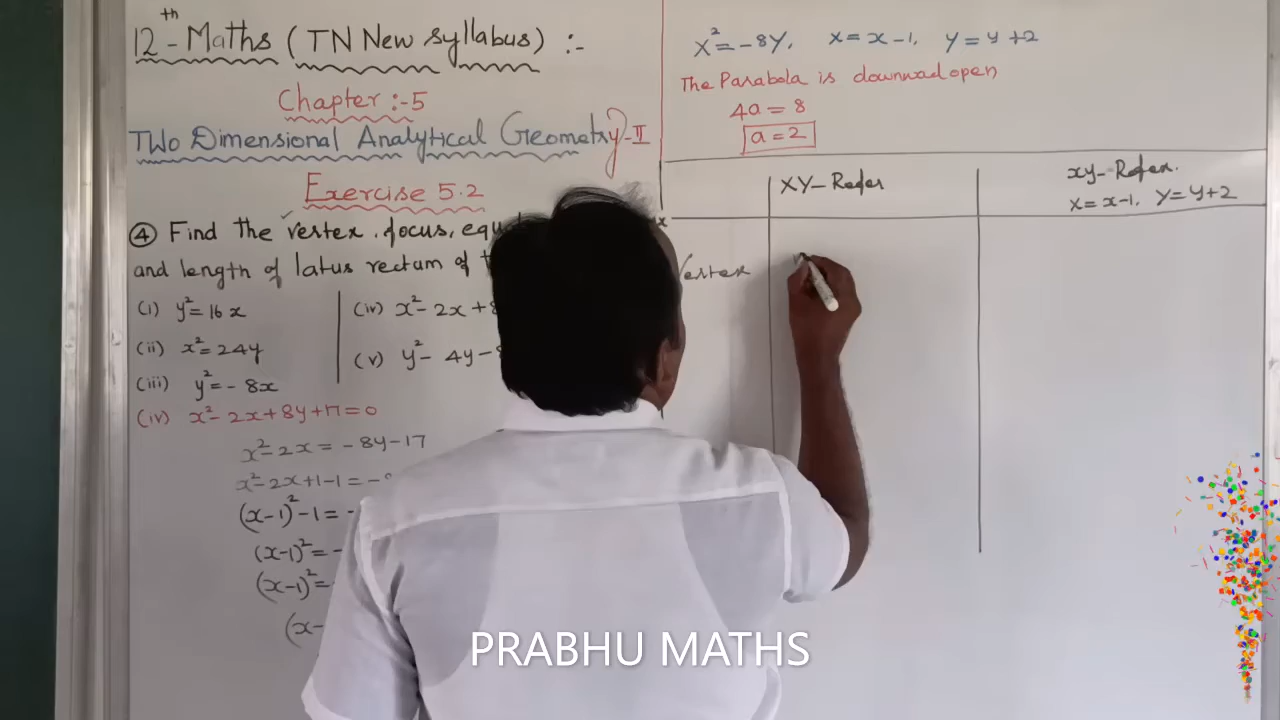 12th - Maths (TN New syllabus) :-
Chapter :- 5
TWo Dimensional Analytical Geometry - II
Exercise 5.2
④ Find the vertex, focus,
and length of latus rectum of
(i) y² = 16x
(ii) x² = 24y
(iii) y² = - 8x
(iv) x² - 2x +
(v) y² - 4y -
(iv) x² - 2x + 8y + 17 = 0
x² - 2x = - 8y - 17
x² - 2x + 1 - 1 = -
(x-1)² - 1 = -
(x-1)² = -
(x-1)² =
(x-
X² = - 8Y, X = x - 1, Y = y + 2
The Parabola is downwad open
4a = 8
a = 2
XY - Refer
xy - Refer.
X = x - 1, Y = y + 2
Vertex
PRABHU MATHS